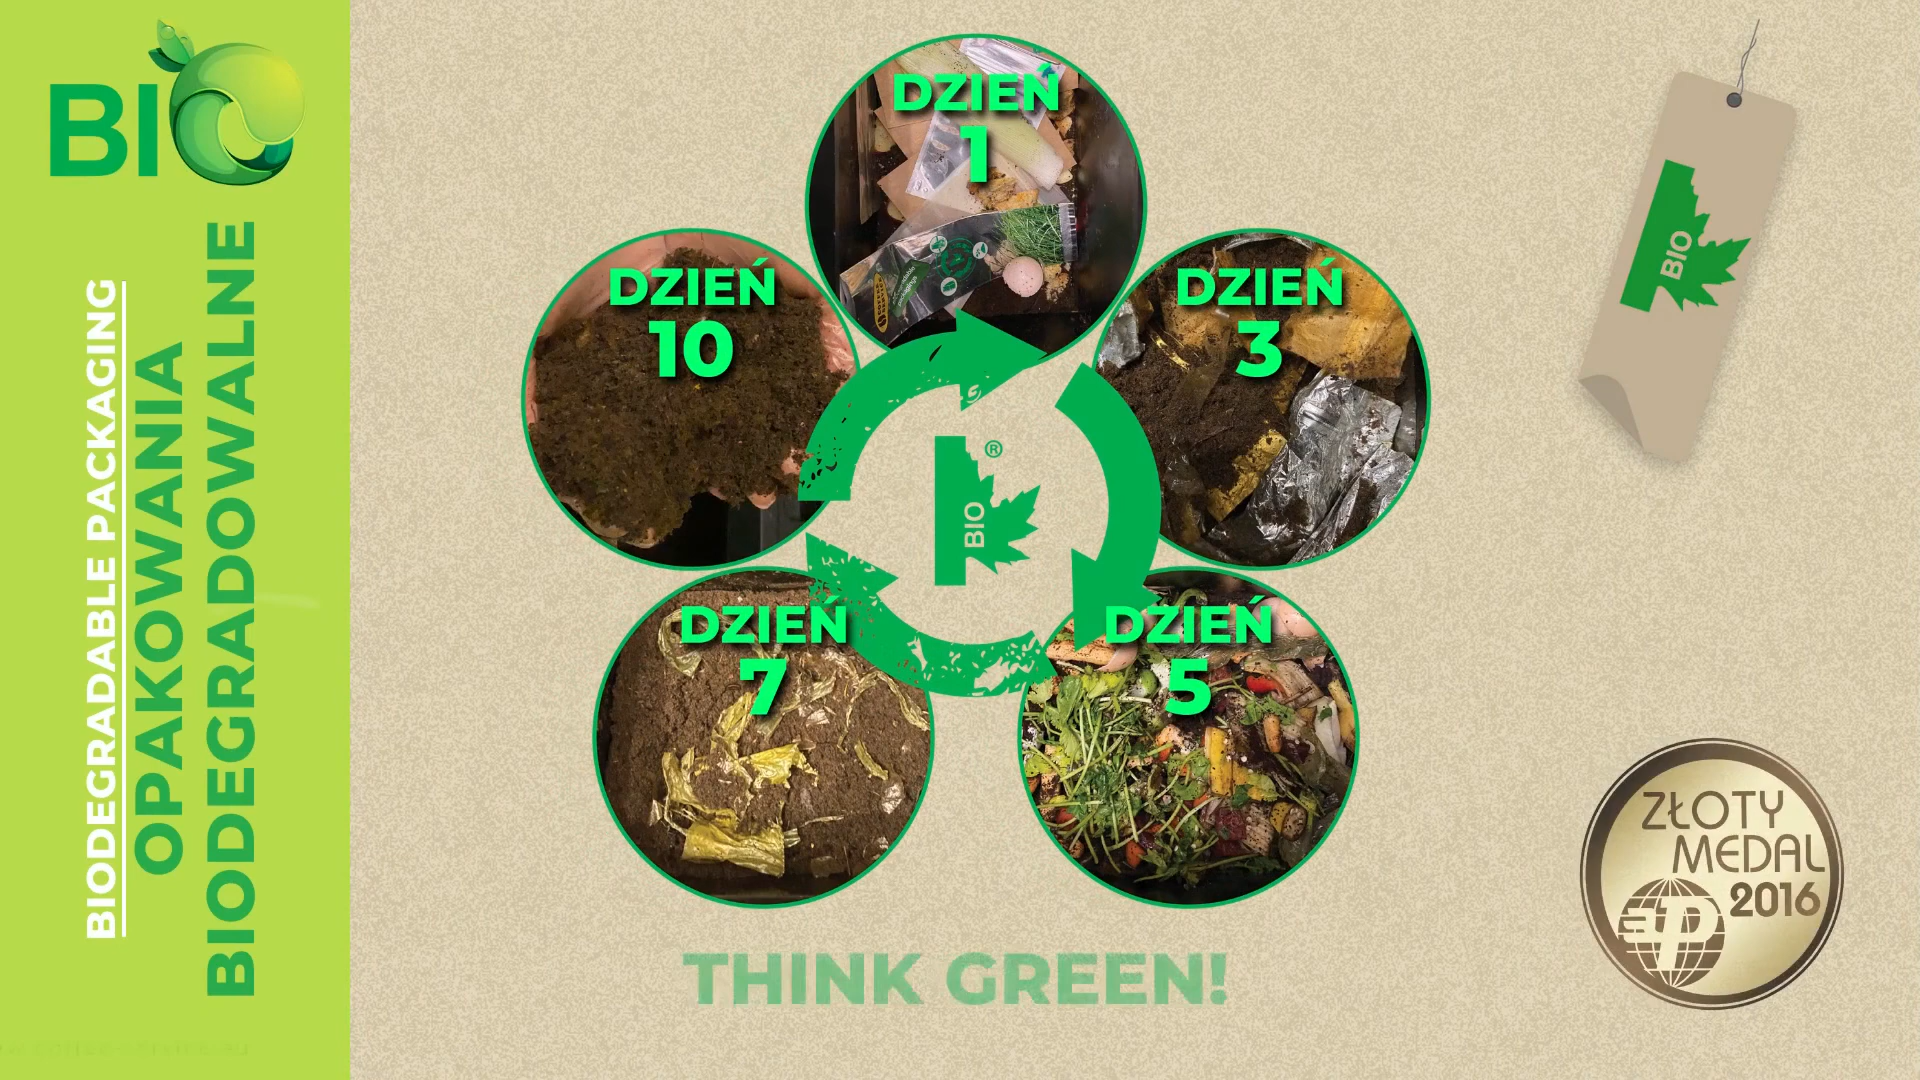 BIO
BIODEGRADABLE PACKAGING
OPAKOWANIA
BIODEGRADOWALNE
DZIEŃ
1
DZIEŃ
3
DZIEŃ
5
DZIEŃ
7
DZIEŃ
10
BIO
®
THINK GREEN!
BIO
ZŁOTY
MEDAL
2016